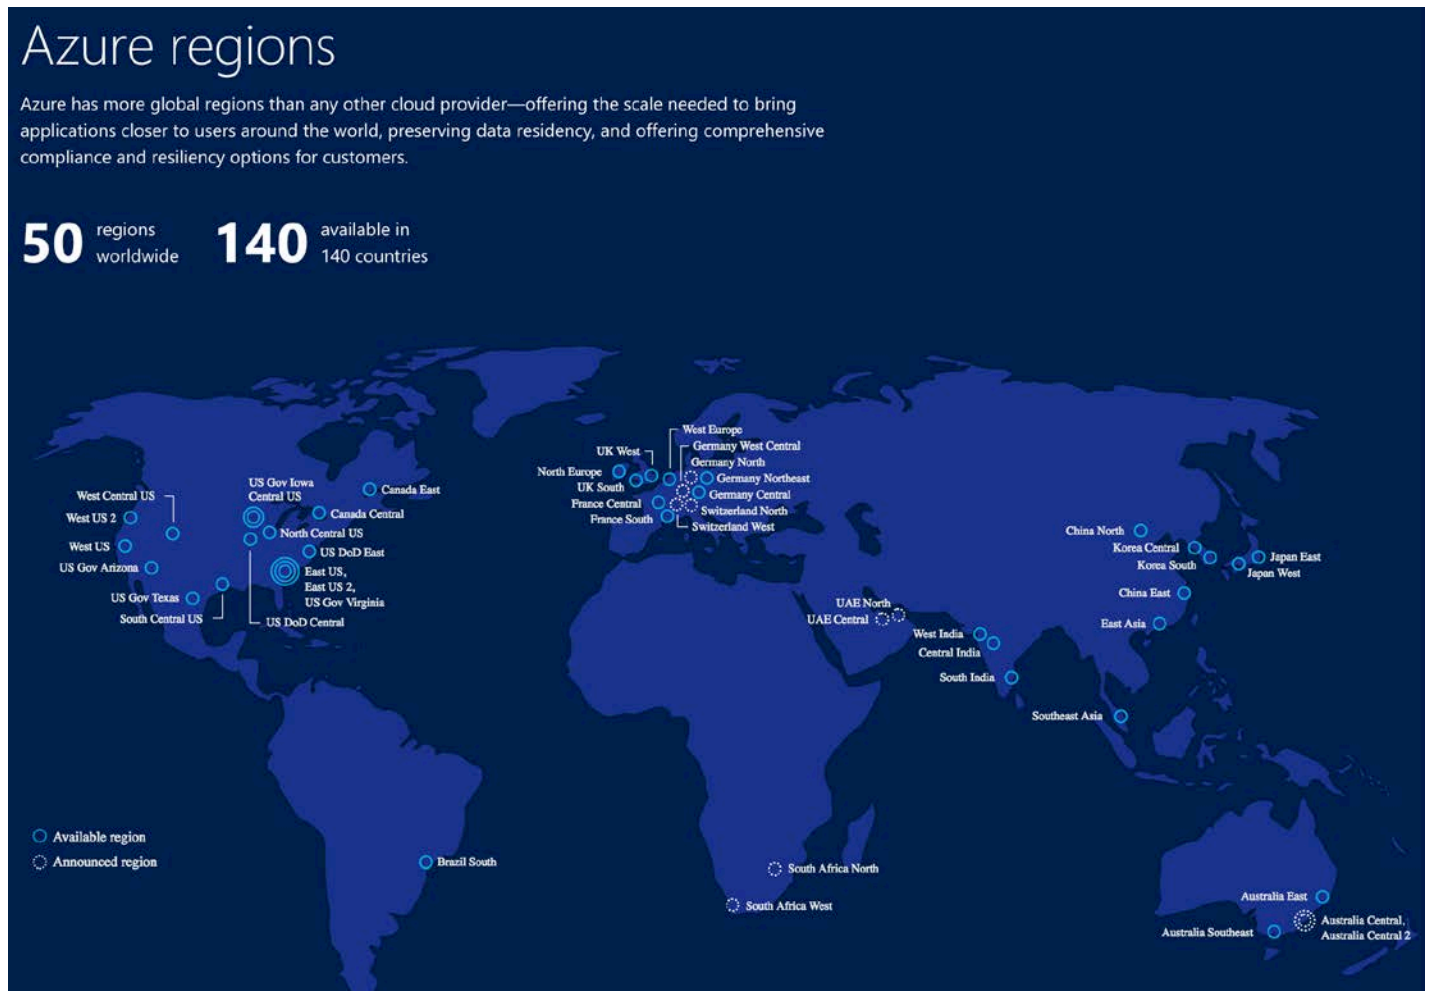 Azure regions
Azure has more global regions than any other cloud provider—offering the scale needed to bring
applications closer to users around the world, preserving data residency, and offering comprehensive
compliance and resiliency options for customers.
50 regions worldwide
140 available in 140 countries
West Central US
West US 2
West US
US Gov Arizona
US Gov Texas
South Central US
US Gov Iowa
Central US
Canada East
Canada Central
North Central US
US DoD East
East US,
East US 2,
US Gov Virginia
US DoD Central
West Europe
Germany West Central
UK West
Germany North
North Europe
Germany Northeast
UK South
Germany Central
France Central
Switzerland North
France South
Switzerland West
China North
Korea Central
Korea South
Japan East
Japan West
China East
East Asia
UAE North
UAE Central
West India
Central India
South India
Southeast Asia
Available region
Announced region
Brazil South
South Africa North
South Africa West
Australia East
Australia Central,
Australia Central 2
Australia Southeast